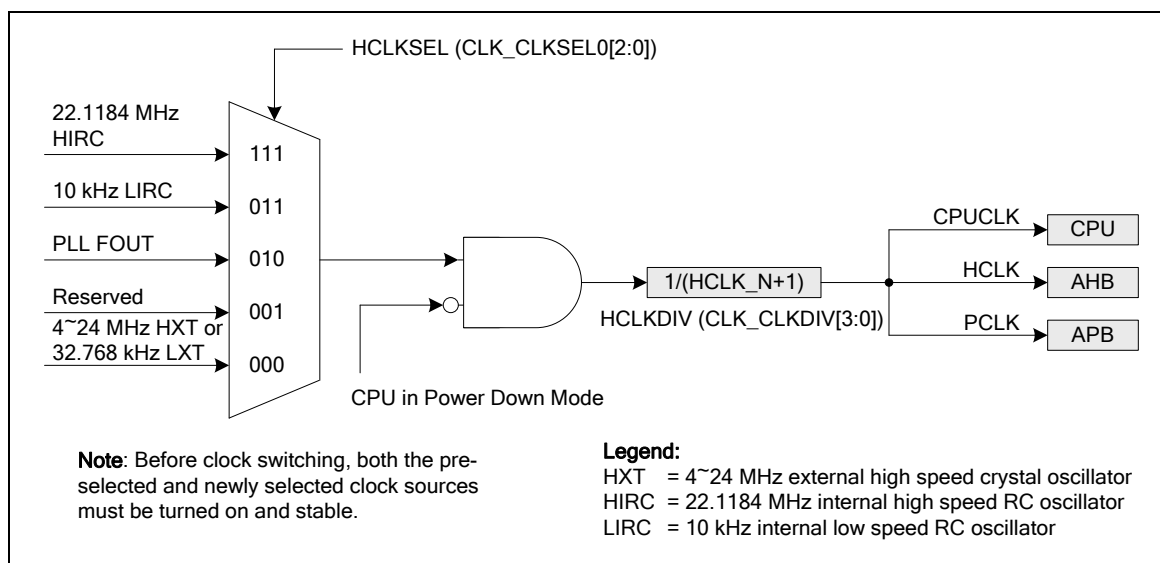 HCLKSEL (CLK_CLKSEL0[2:0])
22.1184 MHz
HIRC
111
10 kHz LIRC
011
PLL FOUT
010
Reserved
001
4~24 MHz HXT or
32.768 kHz LXT
000
CPU in Power Down Mode
1/(HCLK_N+1)
HCLKDIV (CLK_CLKDIV[3:0])
CPUCLK
CPU
HCLK
AHB
PCLK
APB
Note: Before clock switching, both the pre-
selected and newly selected clock sources
must be turned on and stable.
Legend:
HXT = 4~24 MHz external high speed crystal oscillator
HIRC = 22.1184 MHz internal high speed RC oscillator
LIRC = 10 kHz internal low speed RC oscillator